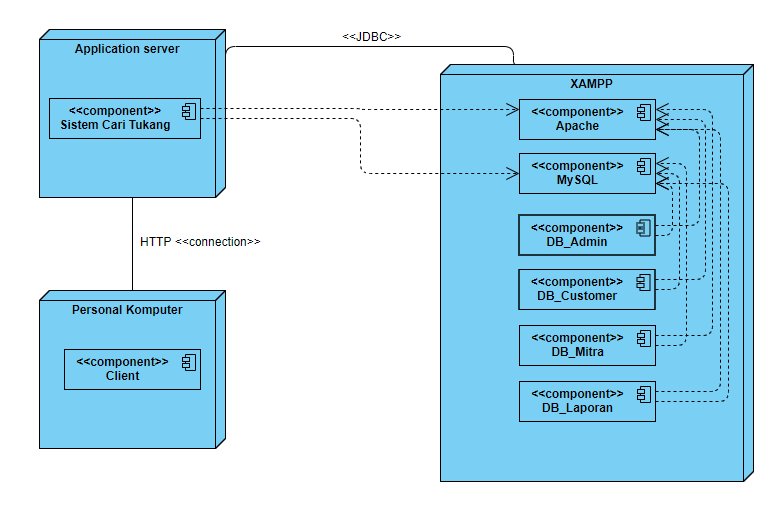 Application server
<<component>>
Sistem Cari Tukang
<<JDBC>>
XAMPP
<<component>>
Apache
<<component>>
MySQL
<<component>>
DB_Admin
<<component>>
DB_Customer
<<component>>
DB_Mitra
<<component>>
DB_Laporan
HTTP <<connection>>
Personal Komputer
<<component>>
Client